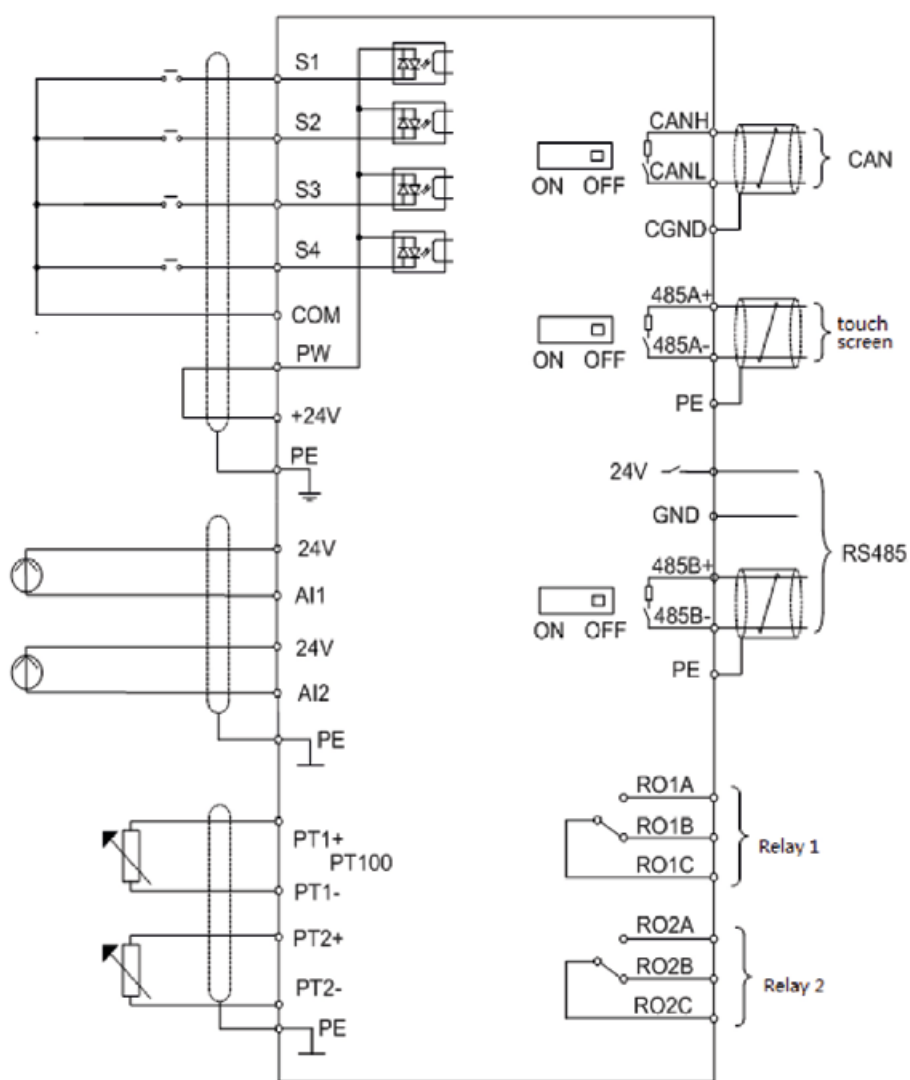 S1
S2
S3
S4
COM
PW
+24V
PE
24V
AI1
24V
AI2
PE
PT1+
PT100
PT1-
PT2+
PT2-
PE
CANH
CANL
CGND
ON OFF
CAN
485A+
485A-
PE
ON OFF
touch
screen
24V
GND
485B+
485B-
PE
ON OFF
RS485
RO1A
RO1B
RO1C
Relay 1
RO2A
RO2B
RO2C
Relay 2